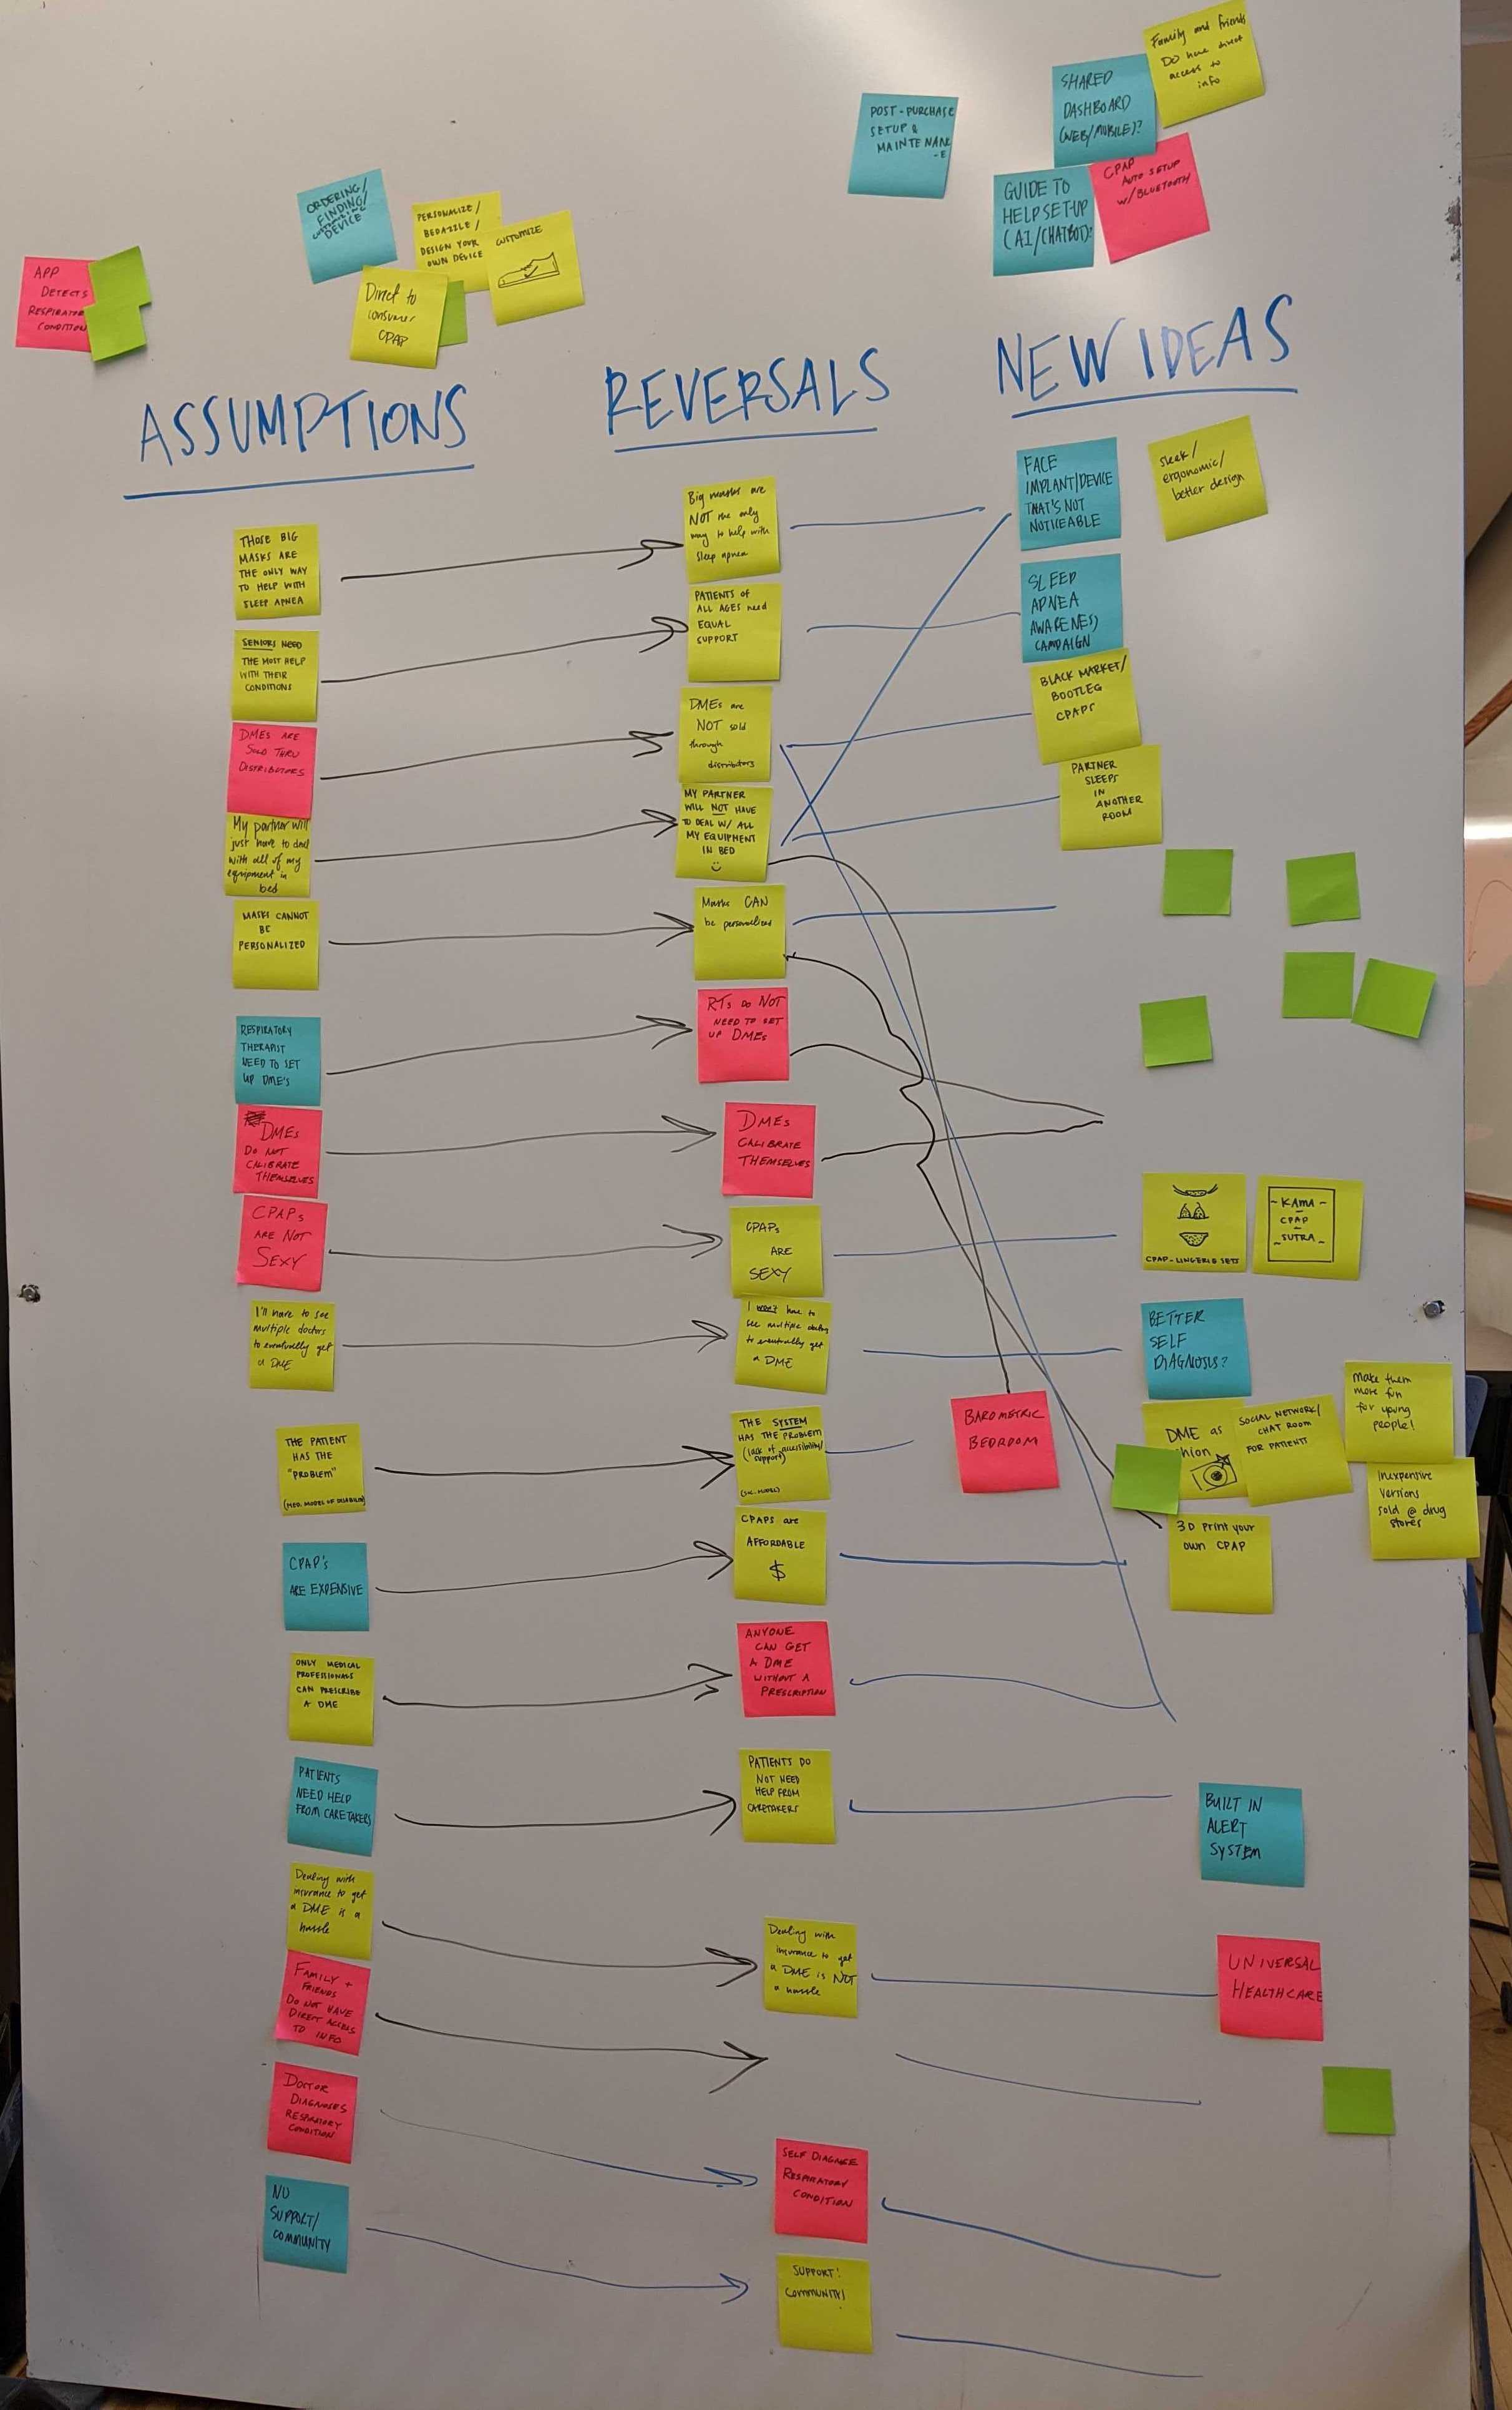 Family and friends
DO have direct
access to
info
SHARED
DASHBOARD
(WEB/MOBILE)?
POST-PURCHASE
SETUP &
MAINTENANC
-E
GUIDE TO
HELP SET-UP
(AI/CHATBOT)?
CPAP
AUTO SETUP
W/BLUETOOTH
ORDERING/
FINDING/
CUSTOMIZING
DEVICE
PERSONALIZE/
BEDAZZLE/
DESIGN YOUR
OWN DEVICE
CUSTOMIZE
Direct to
consumer
CPAP
APP
DETECTS
RESPIRATORY
CONDITION
ASSUMPTIONS
REVERSALS
NEW IDEAS
THOSE BIG
MASKS ARE
THE ONLY WAY
TO HELP WITH
SLEEP APNEA
Big masks are
NOT the only
way to help with
sleep apnea
FACE
IMPLANT/DEVICE
THAT'S NOT
NOTICEABLE
sleek/
ergonomic/
better design
SENIORS NEED
THE MOST HELP
WITH THEIR
CONDITIONS
PATIENTS of
ALL AGES need
EQUAL
SUPPORT
SLEEP
APNEA
AWARENESS
CAMPAIGN
DMES ARE
SOLD THRU
DISTRIBUTORS
DMEs are
NOT sold
through
distributors
BLACK MARKET/
BOOTLEG
CPAPS
My partner will
just have to deal
with all of my
equipment in
bed
MY PARTNER
WILL NOT HAVE
TO DEAL W/ ALL
MY EQUIPMENT
IN BED
PARTNER
SLEEPS
IN
ANOTHER
ROOM
MASKS CANNOT
BE
PERSONALIZED
Masks CAN
be personalized
RESPIRATORY
THERAPIST
NEED TO SET
UP DME'S
RTs DO NOT
NEED TO SET
UP DMEs
DMEs
DO NOT
CALIBRATE
THEMSELVES
DMEs
CALIBRATE
THEMSELVES
CPAPs
ARE NOT
SEXY
CPAPs
ARE
SEXY
CPAP-LINGERIE SETS
~KAMA~
CPAP
~SUTRA~
I'll have to see
multiple doctors
to eventually get
a DME
I won't have to
see multiple doctors
to eventually get
a DME
BETTER
SELF
DIAGNOSIS?
THE PATIENT
HAS THE
"PROBLEM"
(MED. MODEL OF DISABILITY)
THE SYSTEM
HAS THE PROBLEM
(lack of accessibility/
support)
(SOC. MODEL)
BAROMETRIC
BEDROOM
DME as
hion
SOCIAL NETWORK/
CHAT ROOM
FOR PATIENTS
make them
more fun
for young
people!
Inexpensive
versions
sold @ drug
stores
3D print your
own CPAP
CPAP'S
ARE EXPENSIVE
CPAPS are
AFFORDABLE
$
ONLY MEDICAL
PROFESSIONALS
CAN PRESCRIBE
A DME
ANYONE
CAN GET
A DME
WITHOUT A
PRESCRIPTION
PATIENTS
NEED HELP
FROM CARETAKERS
PATIENTS DO
NOT NEED
HELP FROM
CARETAKERS
BUILT IN
ALERT
SYSTEM
Dealing with
insurance to get
a DME is a
hassle
Dealing with
insurance to get
a DME is NOT
a hassle
UNIVERSAL
HEALTHCARE
FAMILY +
FRIENDS
DO NOT HAVE
DIRECT ACCESS
TO INFO
DOCTOR
DIAGNOSES
RESPIRATORY
CONDITION
SELF DIAGNOSE
RESPIRATORY
CONDITION
NO
SUPPORT/
COMMUNITY
SUPPORT!
COMMUNITY!